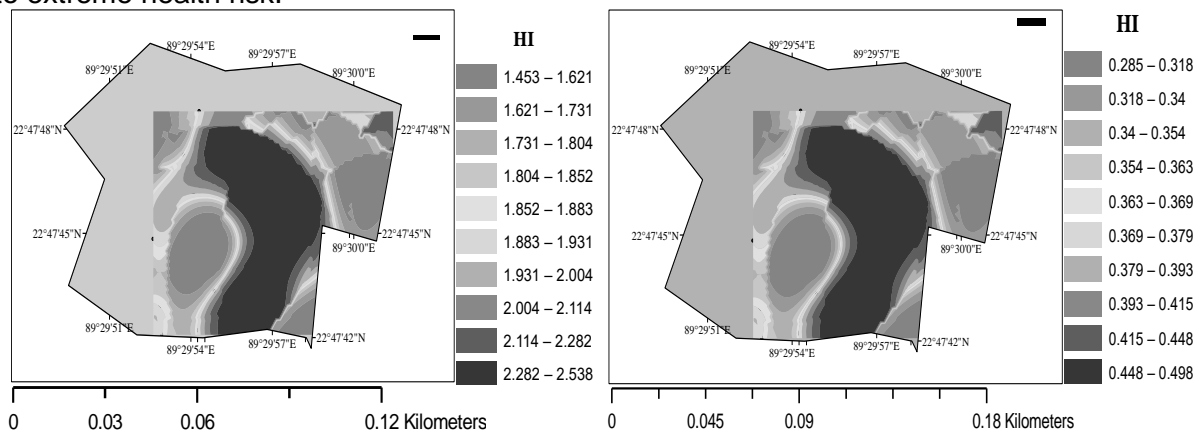 to extreme health risk.
HI
1.453 – 1.621
1.621 – 1.731
1.731 – 1.804
1.804 – 1.852
1.852 – 1.883
1.883 – 1.931
1.931 – 2.004
2.004 – 2.114
2.114 – 2.282
2.282 – 2.538
89°29'54"E
89°29'57"E
89°29'51"E
89°30'0"E
22°47'48"N
22°47'48"N
22°47'45"N
22°47'45"N
89°30'0"E
89°29'51"E
89°29'54"E
89°29'57"E
22°47'42"N
0 0.03 0.06 0.12 Kilometers
HI
0.285 – 0.318
0.318 – 0.34
0.34 – 0.354
0.354 – 0.363
0.363 – 0.369
0.369 – 0.379
0.379 – 0.393
0.393 – 0.415
0.415 – 0.448
0.448 – 0.498
89°29'54"E
89°29'57"E
89°29'51"E
89°30'0"E
22°47'48"N
22°47'48"N
22°47'45"N
22°47'45"N
89°30'0"E
89°29'51"E
89°29'54"E
89°29'57"E
22°47'42"N
0 0.045 0.09 0.18 Kilometers